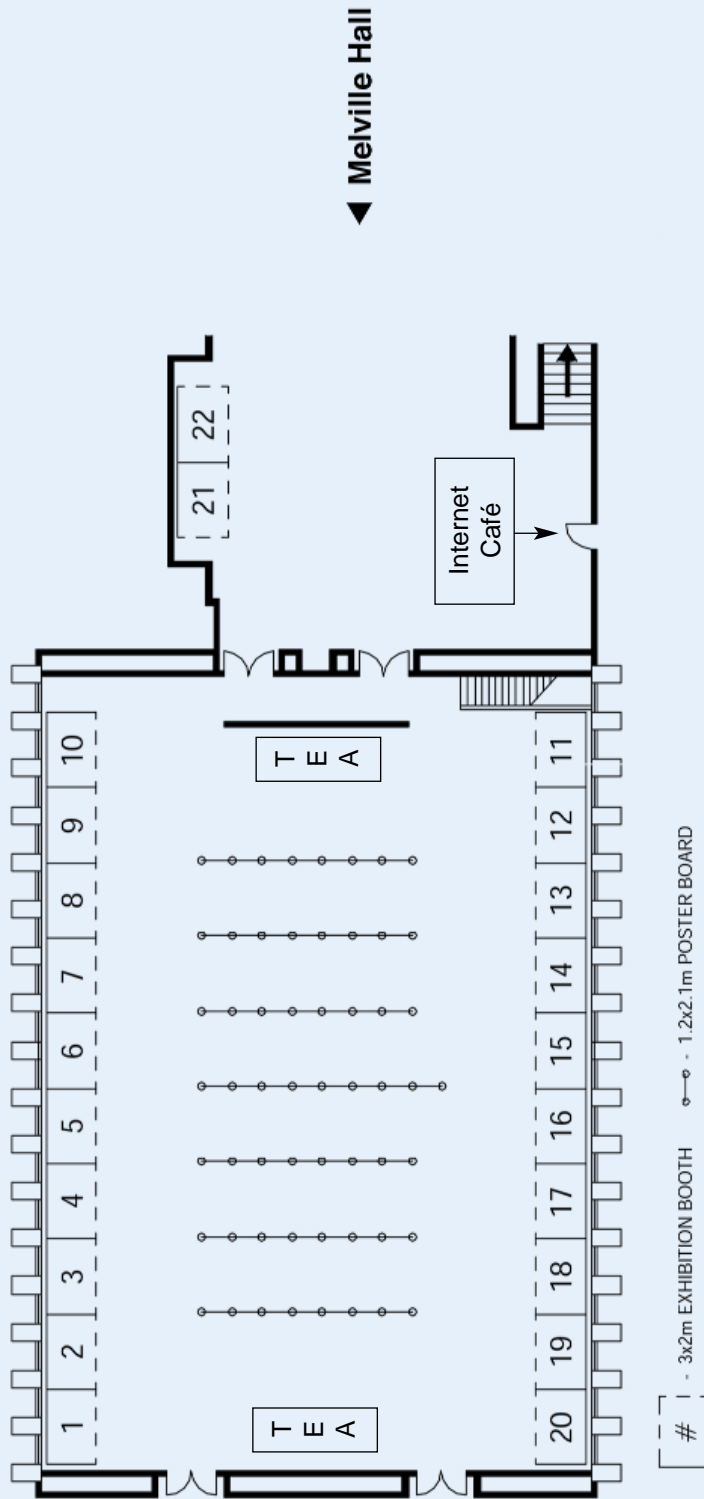 ◀ Melville Hall
21
22
Internet
Café
1
2
3
4
5
6
7
8
9
10
T
E
A
T
E
A
20
19
18
17
16
15
14
13
12
11
# - 3x2m EXHIBITION BOOTH
- 1.2x2.1m POSTER BOARD